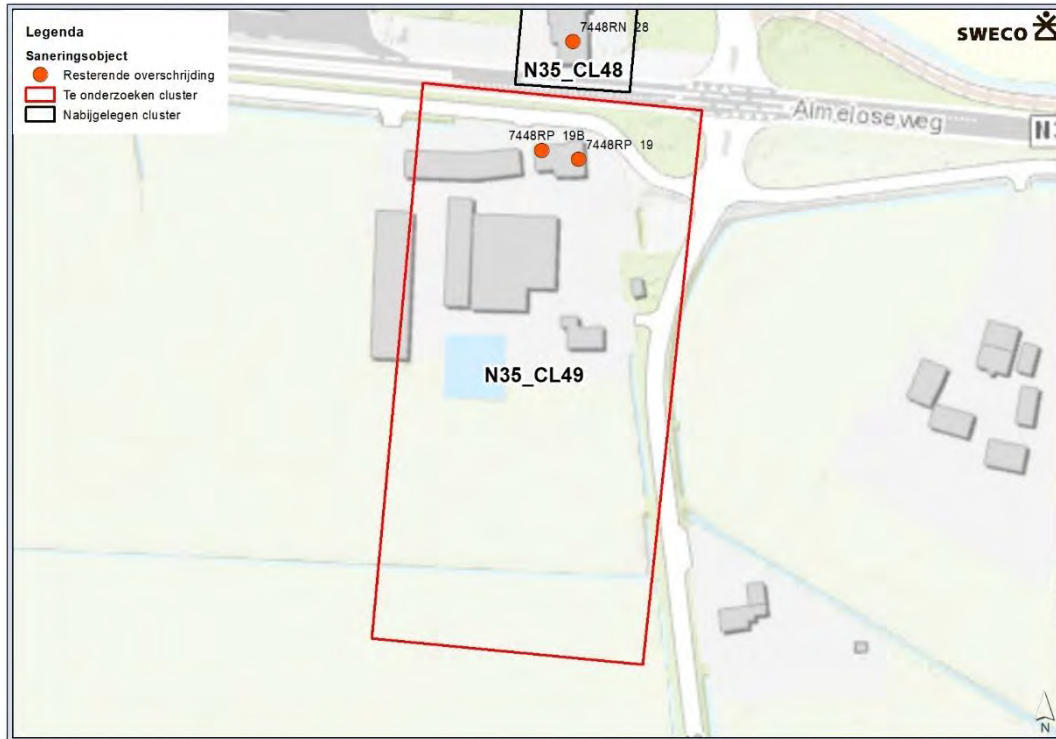 Legenda
Saneringsobject
Resterende overschrijding
Te onderzoeken cluster
Nabijgelegen cluster
SWECO
7448RN 28
N35_CL48
Almeloseweg
7448RP 19B
7448RP 19
N35_CL49
N